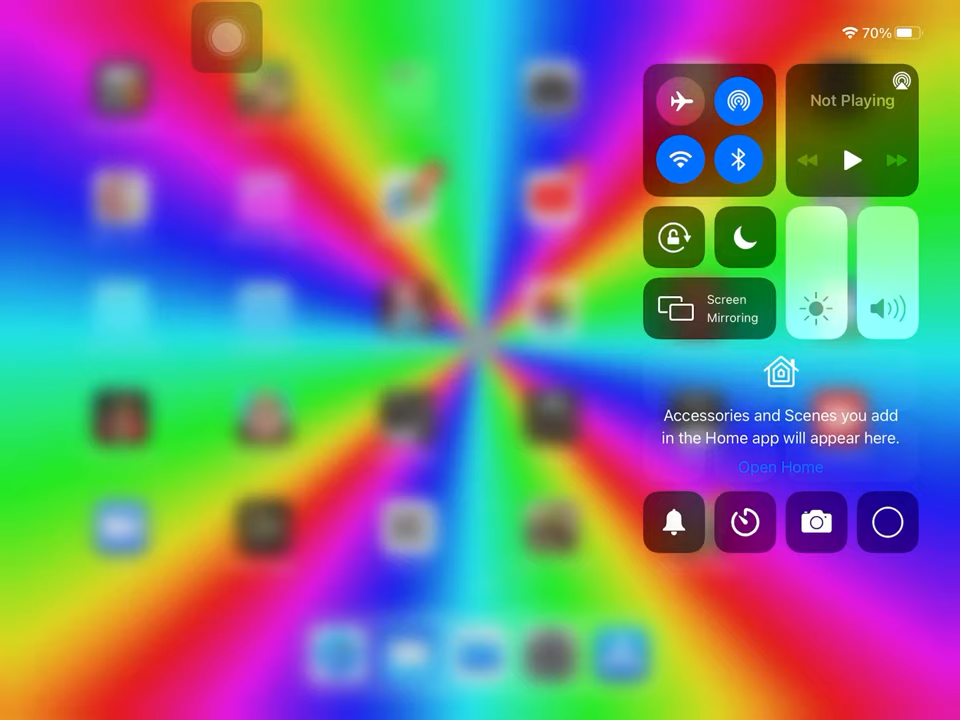 70%
Not Playing
Screen
Mirroring
Accessories and Scenes you add
in the Home app will appear here.
Open Home